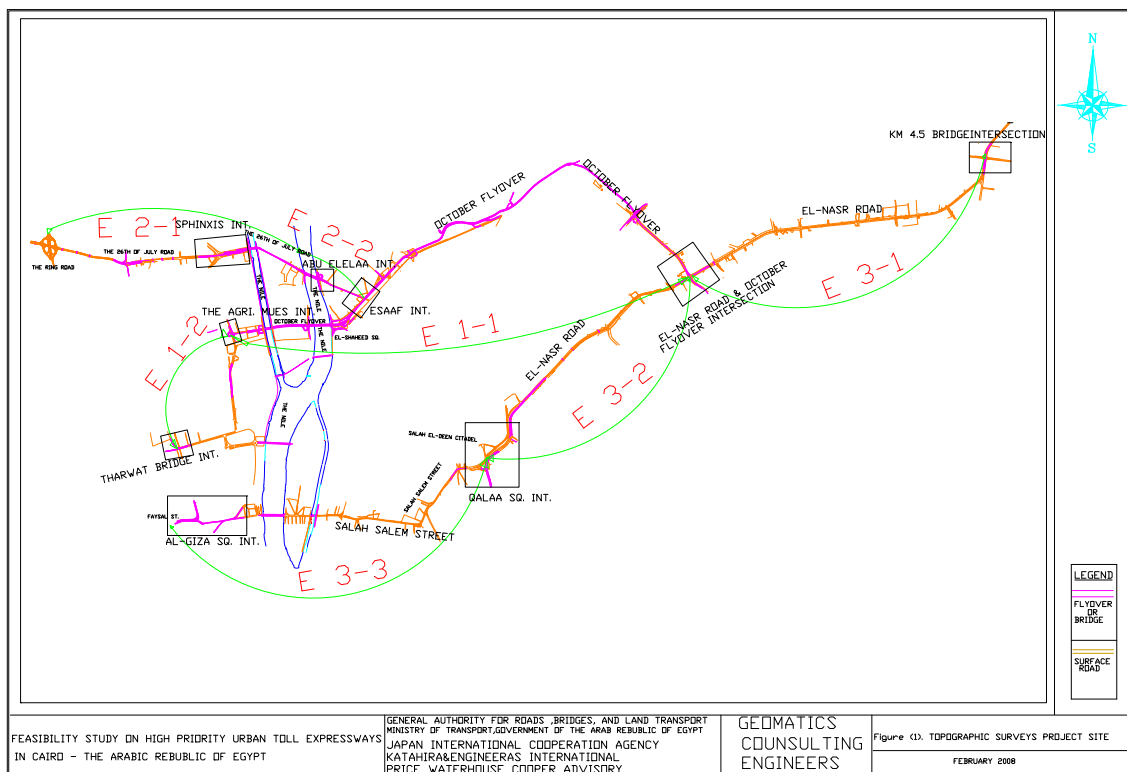 N
S
KM 4.5 BRIDGEINTERSECTION
OCTOBER FLYOVER
OCTOBER FLYOVER
EL-NASR ROAD
E 2-1
SPHINXIS INT.
THE 26TH OF JULY ROAD
E 2-2
THE 26TH OF JULY ROAD
THE RING ROAD
ABU ELELAA INT.
ESAAF INT.
THE NILE
THE NILE
E 3-1
EL-NASR ROAD & OCTOBER
FLYOVER INTERSECTION
THE AGRI. MUES INT.
OCTOBER FLYOVER
THE NILE
EL-SHAHEED SQ.
E 1-1
E 1-2
EL-NASR ROAD
E 3-2
THE NILE
SALAH EL-DEEN CITADEL
THARWAT BRIDGE INT.
SALAH SALEM STREET
QALAA SQ. INT.
FAYSAL ST.
SALAH SALEM STREET
AL-GIZA SQ. INT.
E 3-3
LEGEND
FLYOVER
OR
BRIDGE
SURFACE
ROAD
FEASIBILITY STUDY ON HIGH PRIORITY URBAN TOLL EXPRESSWAYS
IN CAIRO - THE ARABIC REPUBLIC OF EGYPT
GENERAL AUTHORITY FOR ROADS ,BRIDGES, AND LAND TRANSPORT
MINISTRY OF TRANSPORT,GOVERNMENT OF THE ARAB REPUBLIC OF EGYPT
JAPAN INTERNATIONAL COOPERATION AGENCY
KATAHIRA&ENGINEERAS INTERNATIONAL
PRICE WATERHOUSE COOPER ADVISORY
GEOMATICS
COUNSULTING
ENGINEERS
Figure (1). TOPOGRAPHIC SURVEYS PROJECT SITE
FEBRUARY 2008